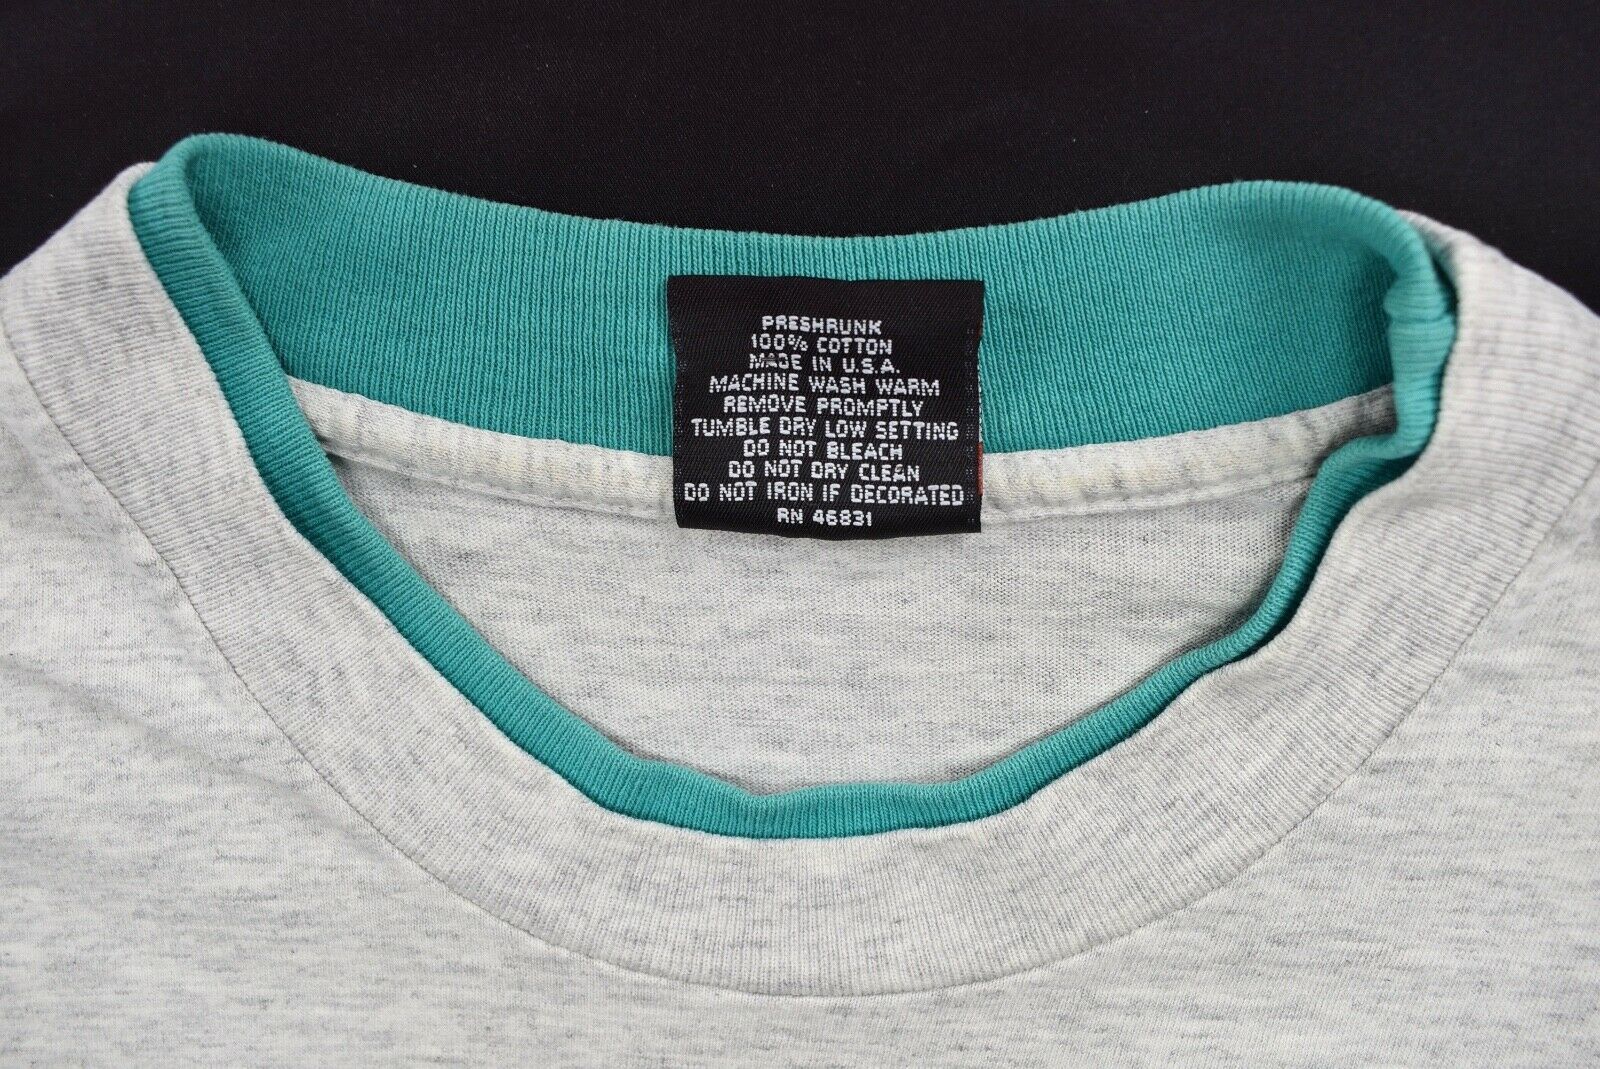 PRESHRUNK
100% COTTON
MADE IN U.S.A.
MACHINE WASH WARM
REMOVE PROMPTLY
TUMBLE DRY LOW SETTING
DO NOT BLEACH
DO NOT DRY CLEAN
DO NOT IRON IF DECORATED
RN 46831